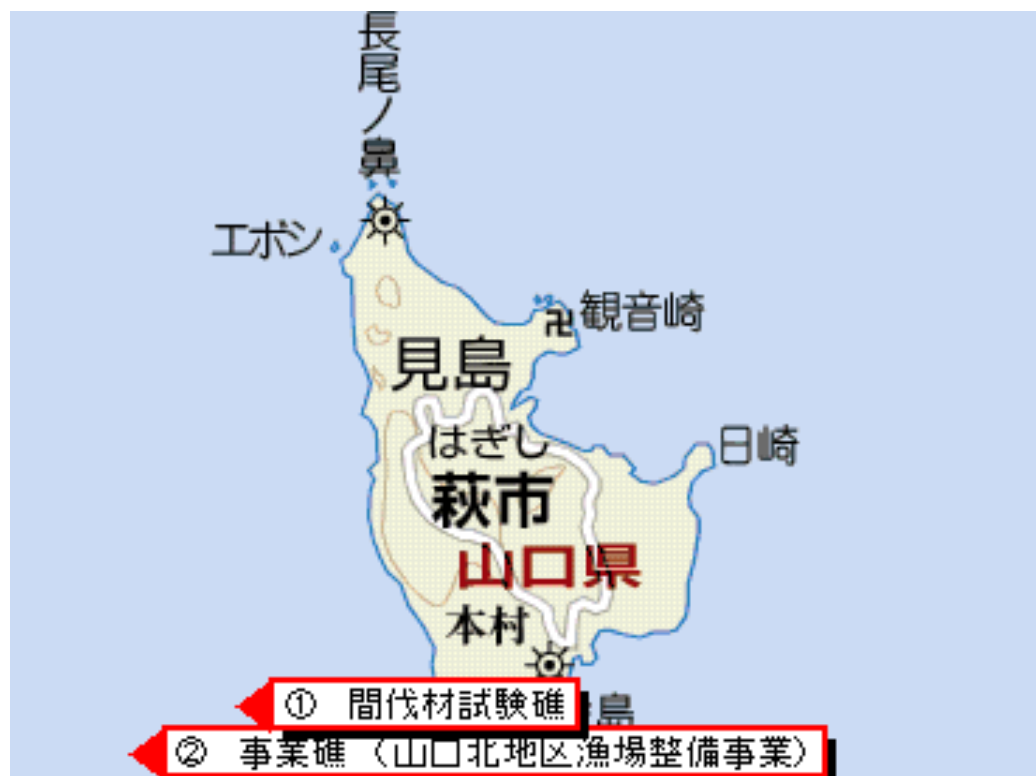 長尾ノ鼻
エボシ
観音崎
見島
はぎし
日崎
萩市
山口県
本村
① 間伐材試験礁
島
② 事業礁（山口北地区漁場整備事業）